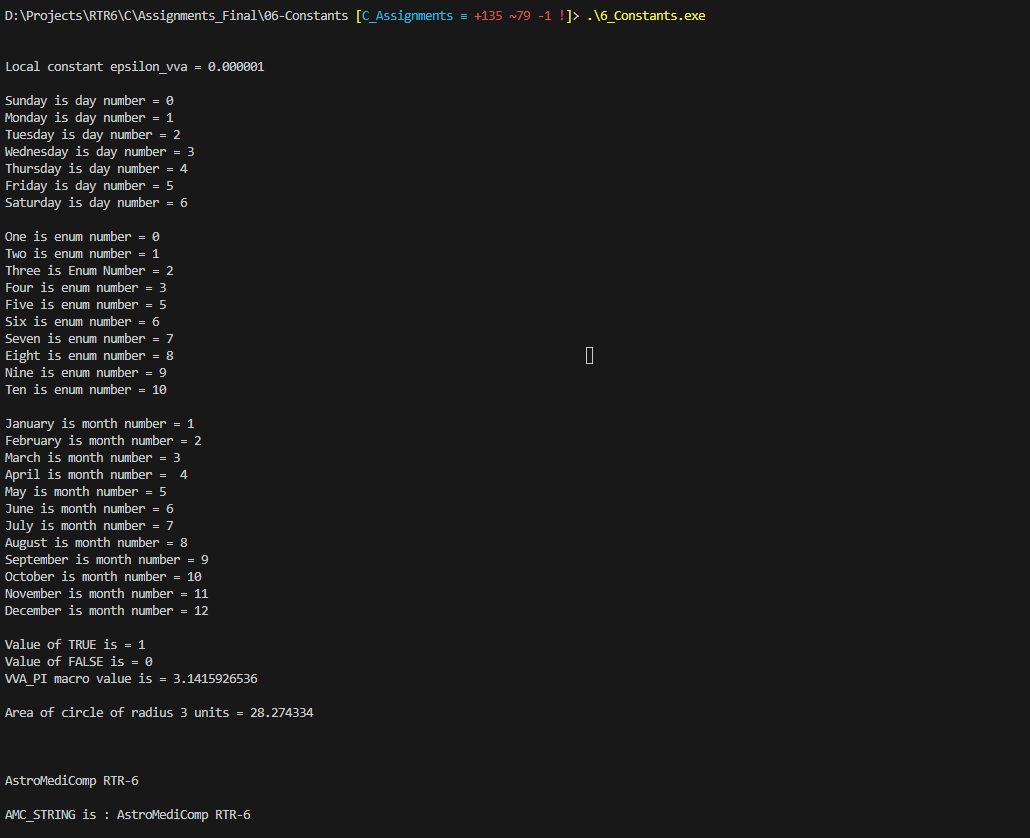 D:\Projects\RTR6\C\Assignments_Final\06-Constants [C_Assignments ≡ +135 ~79 -1 !]> .\6_Constants.exe
Local constant epsilon_vva = 0.000001
Sunday is day number = 0
Monday is day number = 1
Tuesday is day number = 2
Wednesday is day number = 3
Thursday is day number = 4
Friday is day number = 5
Saturday is day number = 6
One is enum number = 0
Two is enum number = 1
Three is Enum Number = 2
Four is enum number = 3
Five is enum number = 5
Six is enum number = 6
Seven is enum number = 7
Eight is enum number = 8
Nine is enum number = 9
Ten is enum number = 10
January is month number = 1
February is month number = 2
March is month number = 3
April is month number =  4
May is month number = 5
June is month number = 6
July is month number = 7
August is month number = 8
September is month number = 9
October is month number = 10
November is month number = 11
December is month number = 12
Value of TRUE is = 1
Value of FALSE is = 0
VVA_PI macro value is = 3.1415926536
Area of circle of radius 3 units = 28.274334
AstroMediComp RTR-6
AMC_STRING is : AstroMediComp RTR-6